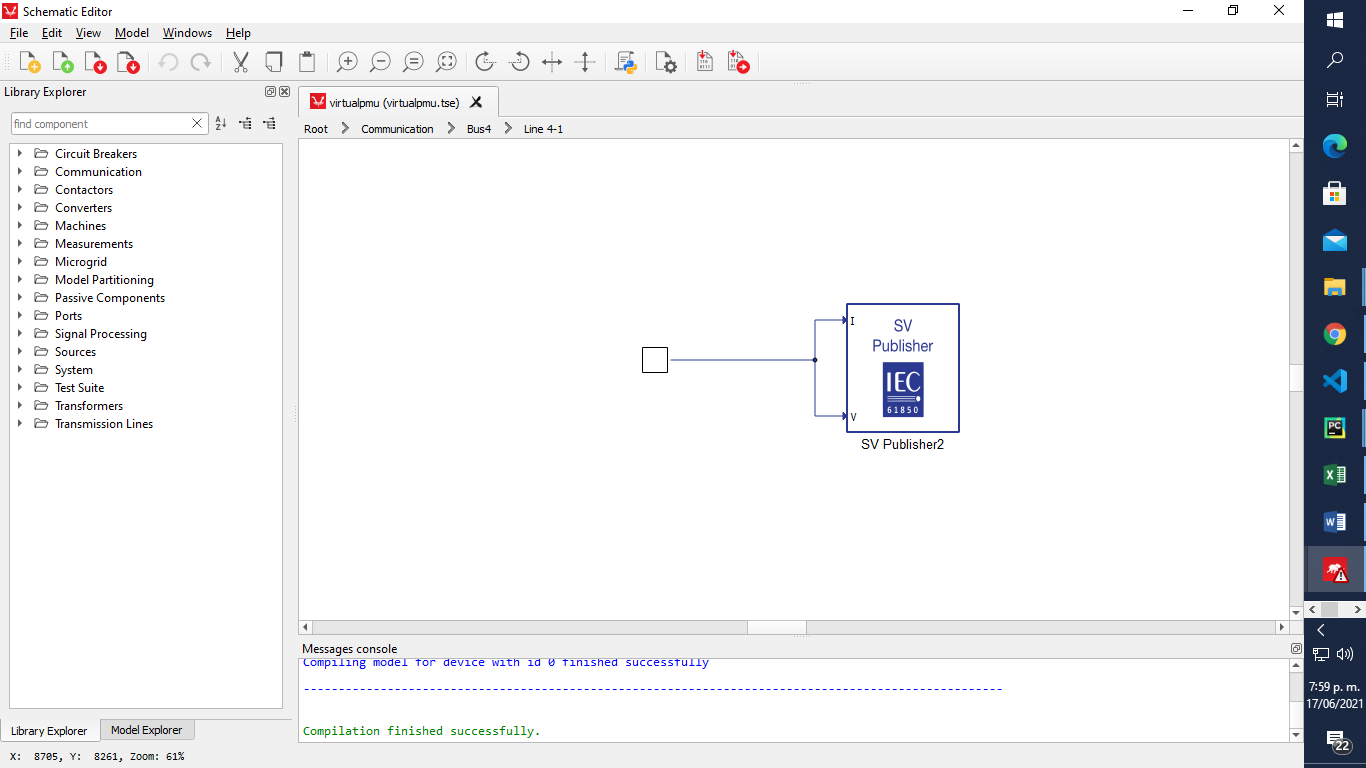 Schematic Editor
File Edit View Model Windows Help
Library Explorer
find component
A
Z
Circuit Breakers
Communication
Contactors
Converters
Machines
Measurements
Microgrid
Model Partitioning
Passive Components
Ports
Signal Processing
Sources
System
Test Suite
Transformers
Transmission Lines
Library Explorer
Model Explorer
X: 8705, Y: 8261, Zoom: 61%
virtualpmu (virtualpmu.tse)
Root Communication Bus4 Line 4-1
I
SV
Publisher
IEC
61850
V
SV Publisher2
Messages console
Compiling model for device with id 0 finished successfully
----------------------------------------------------------------------------------------------------
Compilation finished successfully.
PC
X
W
7:59 p. m.
17/06/2021
22